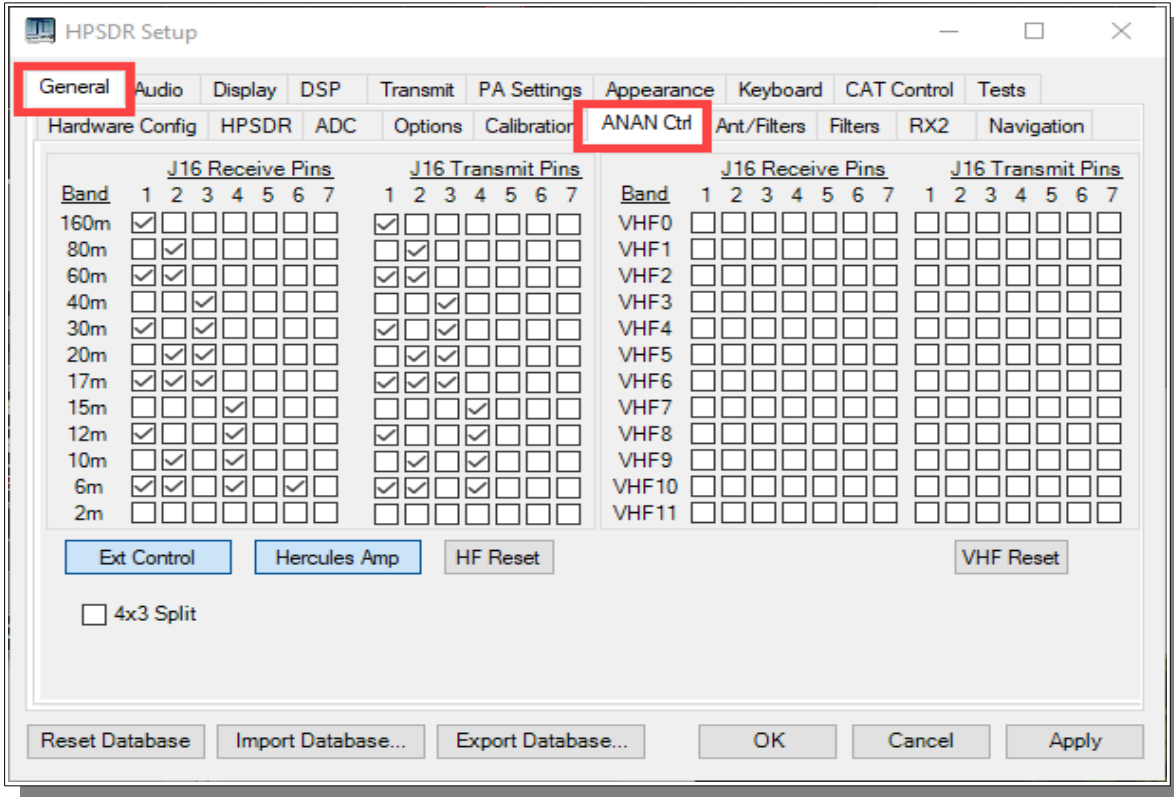 HPSDR Setup
General Audio Display DSP Transmit PA Settings Appearance Keyboard CAT Control Tests
Hardware Config HPSDR ADC Options Calibration ANAN Ctrl Ant/Filters Filters RX2 Navigation
J16 Receive Pins J16 Transmit Pins J16 Receive Pins J16 Transmit Pins
Band 1 2 3 4 5 6 7 1 2 3 4 5 6 7 Band 1 2 3 4 5 6 7 1 2 3 4 5 6 7
160m VHF0
80m VHF1
60m VHF2
40m VHF3
30m VHF4
20m VHF5
17m VHF6
15m VHF7
12m VHF8
10m VHF9
6m VHF10
2m VHF11
Ext Control Hercules Amp HF Reset VHF Reset
4x3 Split
Reset Database Import Database... Export Database... OK Cancel Apply